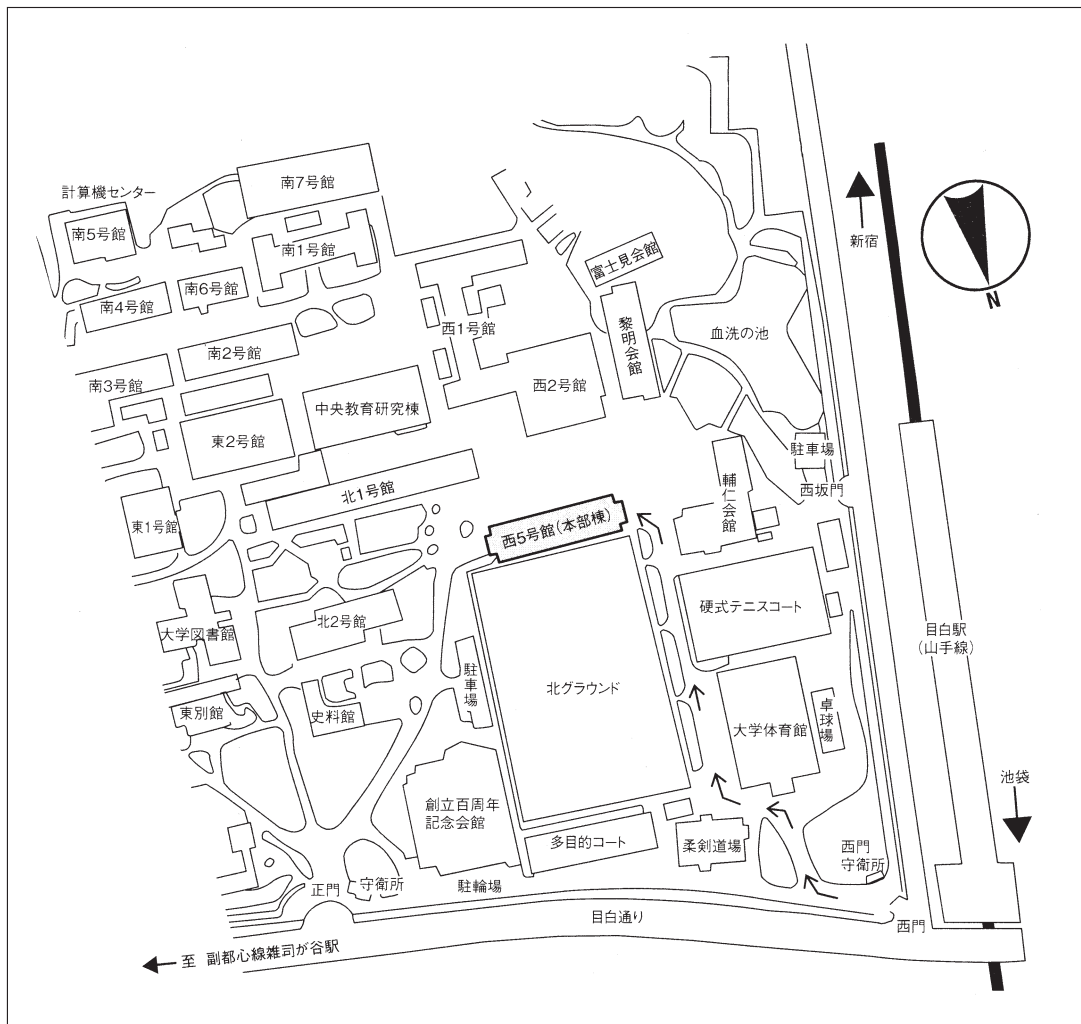 計算機センター
南7号館
南5号館
南1号館
新宿
N
富士見会館
南6号館
南4号館
黎明会館
血洗の池
西1号館
南2号館
南3号館
西2号館
中央教育研究棟
東2号館
駐車場
西坂門
輔仁会館
北1号館
東1号館
西5号館(本部棟)
硬式テニスコート
北2号館
大学図書館
目白駅
(山手線)
駐車場
北グラウンド
東別館
史料館
卓球場
大学体育館
池袋
創立百周年
記念会館
多目的コート
柔剣道場
西門
守衛所
正門
守衛所
駐輪場
目白通り
西門
至 副都心線雑司が谷駅